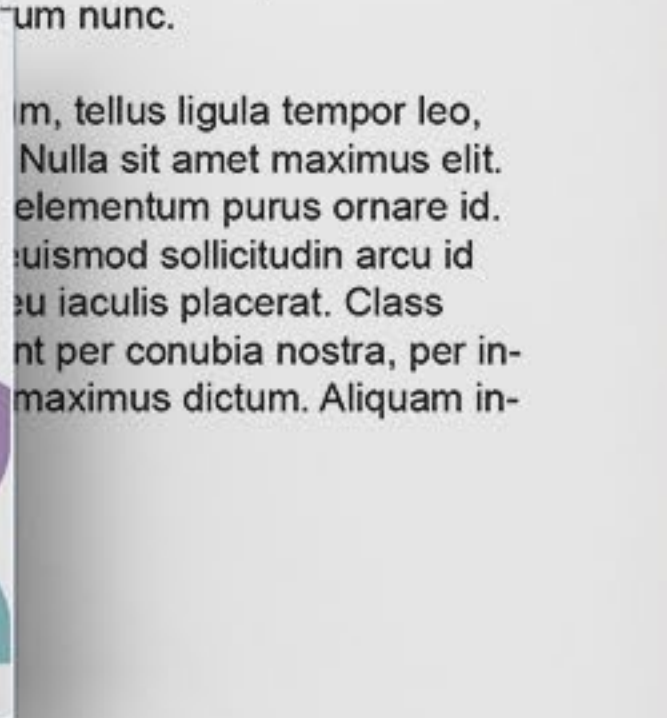 um nunc.
m, tellus ligula tempor leo,
Nulla sit amet maximus elit.
elementum purus ornare id.
uismod sollicitudin arcu id
eu iaculis placerat. Class
nt per conubia nostra, per in-
maximus dictum. Aliquam in-